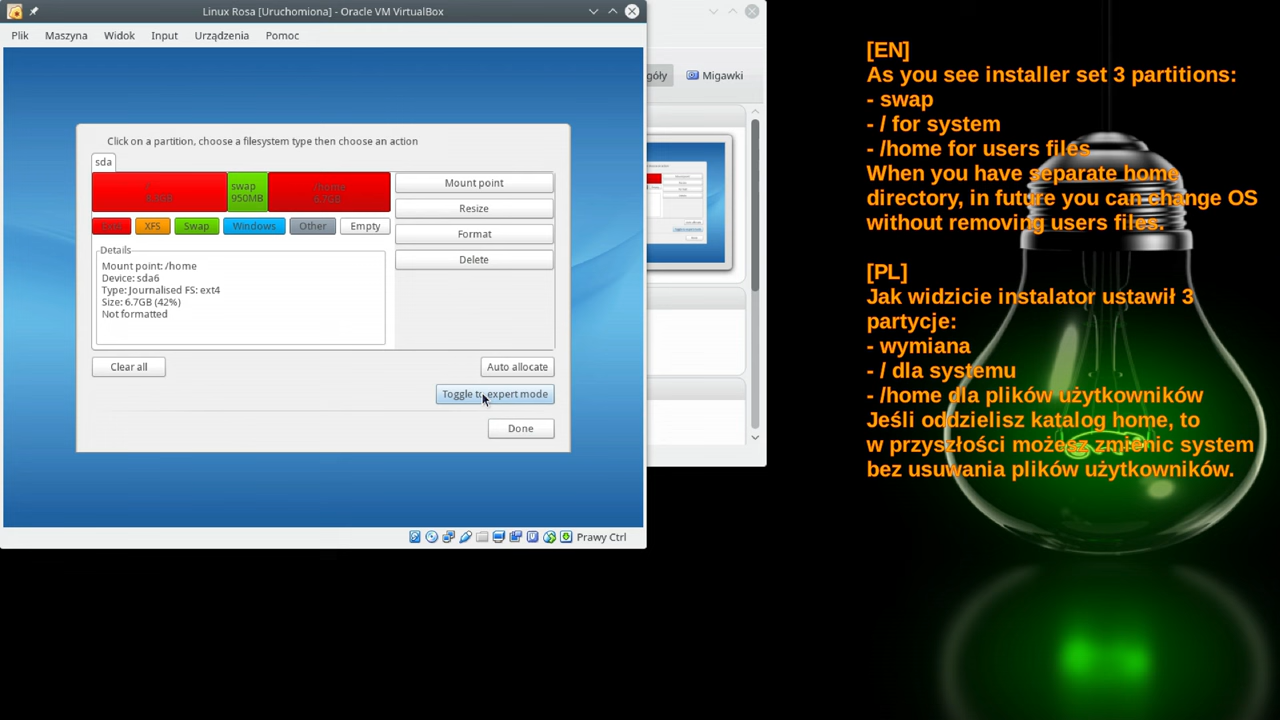 Linux Rosa [Uruchomiona] - Oracle VM VirtualBox
Plik Maszyna Widok Input Urządzenia Pomoc
góły Migawki
Click on a partition, choose a filesystem type then choose an action
sda
swap
950MB
/home
6.7GB
XFS Swap Windows Other Empty
Mount point
Resize
Format
Delete
Details
Mount point: /home
Device: sda6
Type: Journalised FS: ext4
Size: 6.7GB (42%)
Not formatted
Clear all
Auto allocate
Toggle to expert mode
Done
Prawy Ctrl
[EN]
As you see installer set 3 partitions:
- swap
- / for system
- /home for users files
When you have separate home
directory, in future you can change OS
without removing users files.
[PL]
Jak widzicie instalator ustawił 3
partycje:
- wymiana
- / dla systemu
- /home dla plików użytkowników
Jeśli oddzielisz katalog home, to
w przyszłości możesz zmienic system
bez usuwania plików użytkowników.